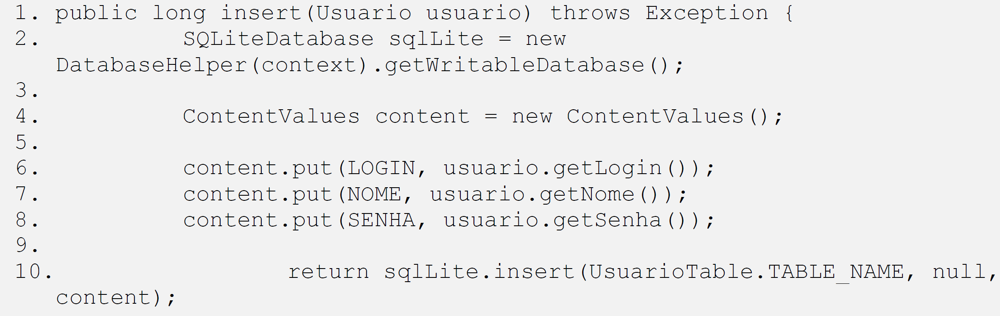 1. public long insert(Usuario usuario) throws Exception {
2. SQLiteDatabase sqlLite = new
DatabaseHelper(context).getWritableDatabase();
3.
4. ContentValues content = new ContentValues();
5.
6. content.put(LOGIN, usuario.getLogin());
7. content.put(NOME, usuario.getNome());
8. content.put(SENHA, usuario.getSenha());
9.
10. return sqlLite.insert(UsuarioTable.TABLE_NAME, null,
content);